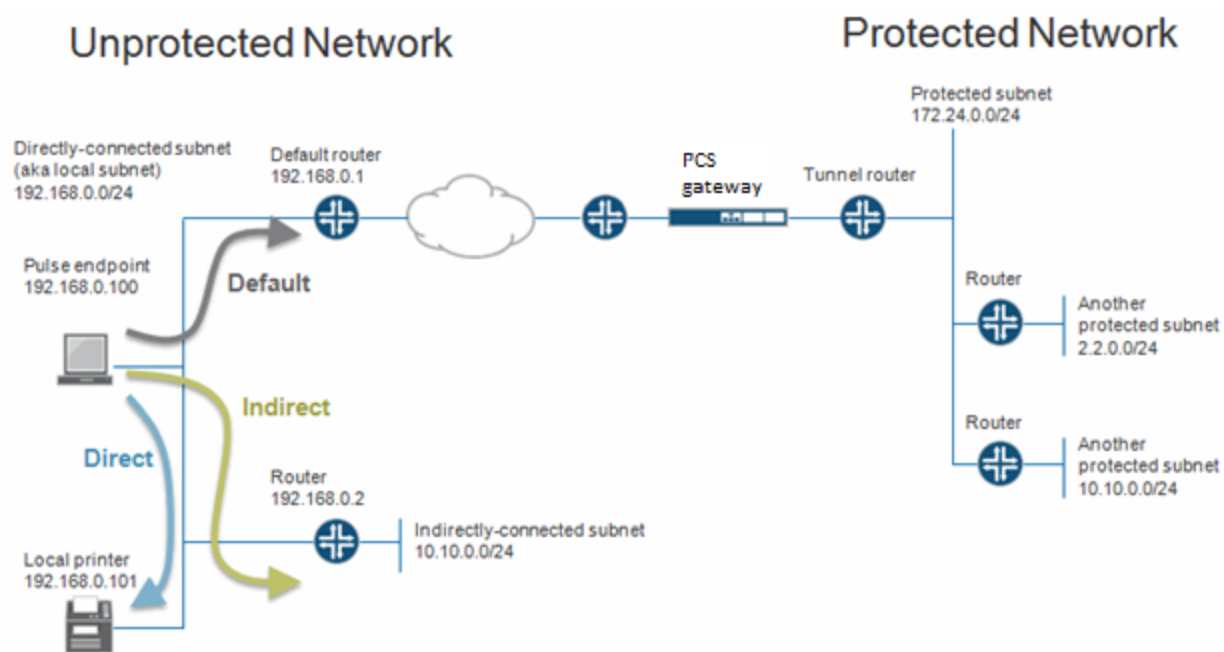 Unprotected Network
Protected Network
Protected subnet
172.24.0.0/24
Directly-connected subnet
(aka local subnet)
192.168.0.0/24
Default router
192.168.0.1
PCS
gateway
Tunnel router
Pulse endpoint
192.168.0.100
Default
Router
Another
protected subnet
2.2.0.0/24
Indirect
Direct
Router
Another
protected subnet
10.10.0.0/24
Router
192.168.0.2
Indirectly-connected subnet
10.10.0.0/24
Local printer
192.168.0.101